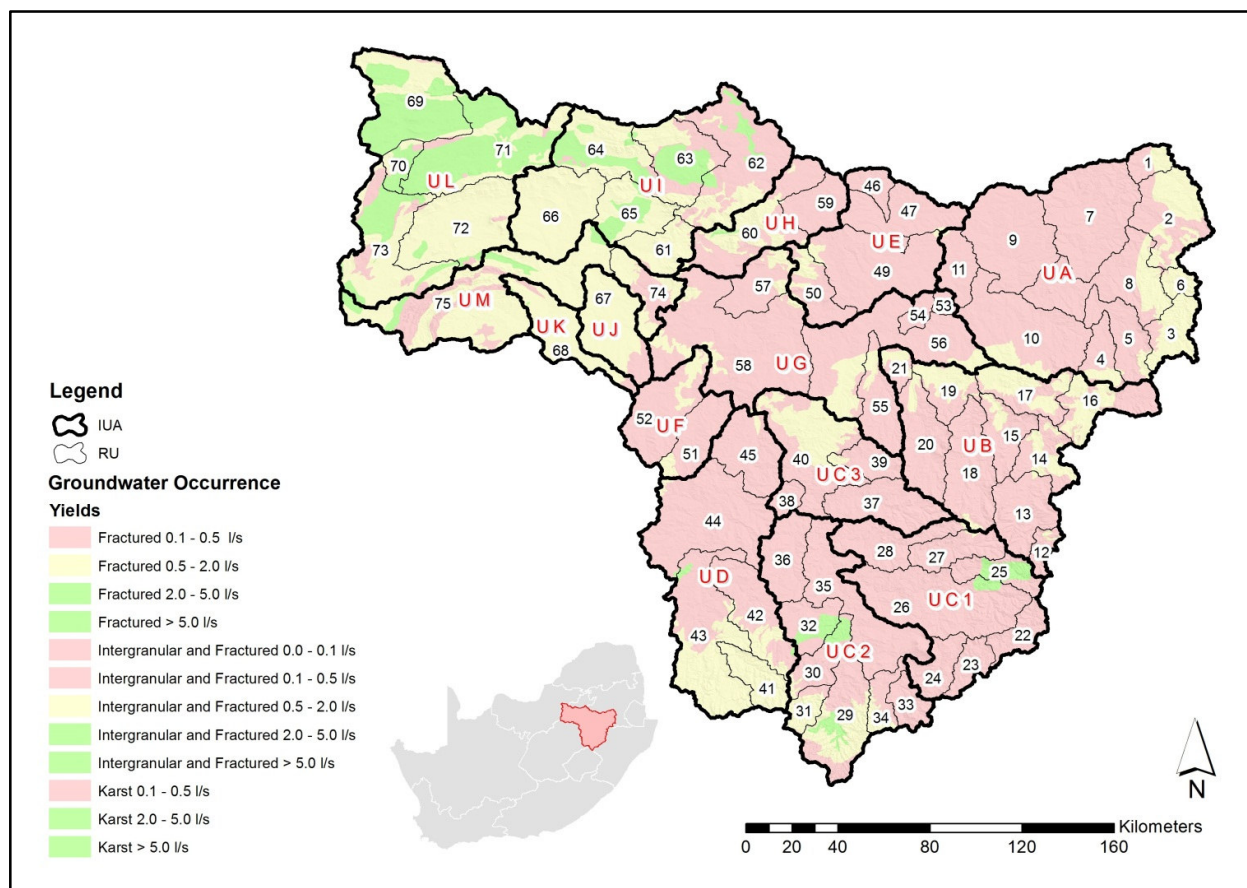 69
1
71
64
63
62
7
2
70
46
59
UL
UI
47
9
66
65
UH
UE
72
60
UA
73
61
49
11
8
6
75
UM
67
74
57
50
UK
UJ
54
53
3
68
10
5
56
4
58
UG
21
19
17
16
Legend
52
UF
55
IUA
45
20
UB
15
RU
51
40
39
14
UC3
18
Groundwater Occurrence
38
37
13
Yields
44
Fractured 0.1 - 0.5 l/s
28
27
12
Fractured 0.5 - 2.0 l/s
36
25
UD
35
Fractured 2.0 - 5.0 l/s
26
UC1
42
32
Fractured > 5.0 l/s
43
22
UC2
Intergranular and Fractured 0.0 - 0.1 l/s
30
24
23
Intergranular and Fractured 0.1 - 0.5 l/s
41
33
Intergranular and Fractured 0.5 - 2.0 l/s
31
29
34
Intergranular and Fractured 2.0 - 5.0 l/s
Intergranular and Fractured > 5.0 l/s
N
Karst 0.1 - 0.5 l/s
Karst 2.0 - 5.0 l/s
Kilometers
Karst > 5.0 l/s
0 20 40 80 120 160